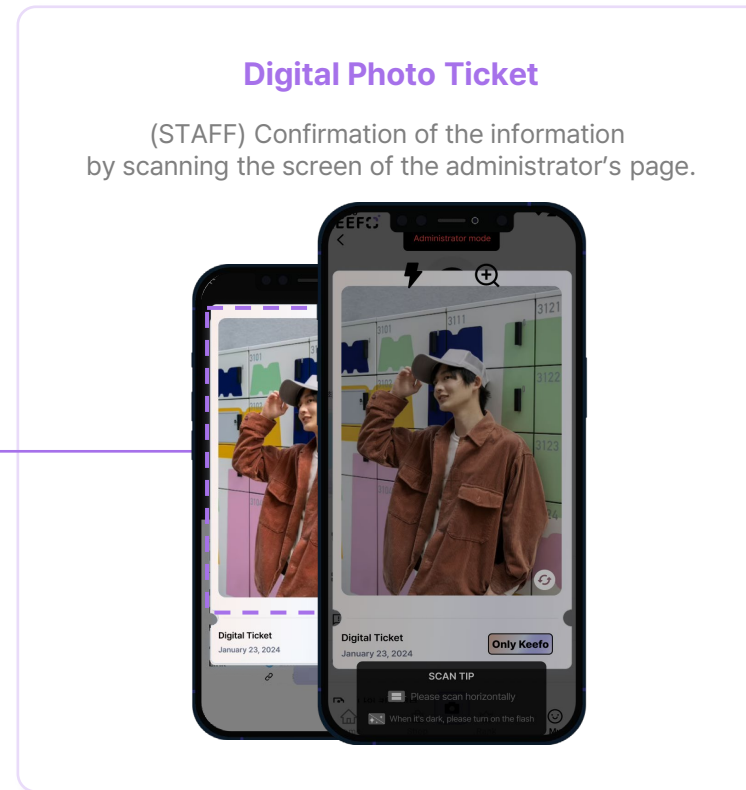 Digital Photo Ticket
(STAFF) Confirmation of the information
by scanning the screen of the administrator's page.
EEFO
Administrator mode
3101
3111
3121
3122
3123
3101
Digital Ticket
January 23, 2024
Digital Ticket
January 23, 2024
Only Keefo
SCAN TIP
Please scan horizontally
When it's dark, please turn on the flash